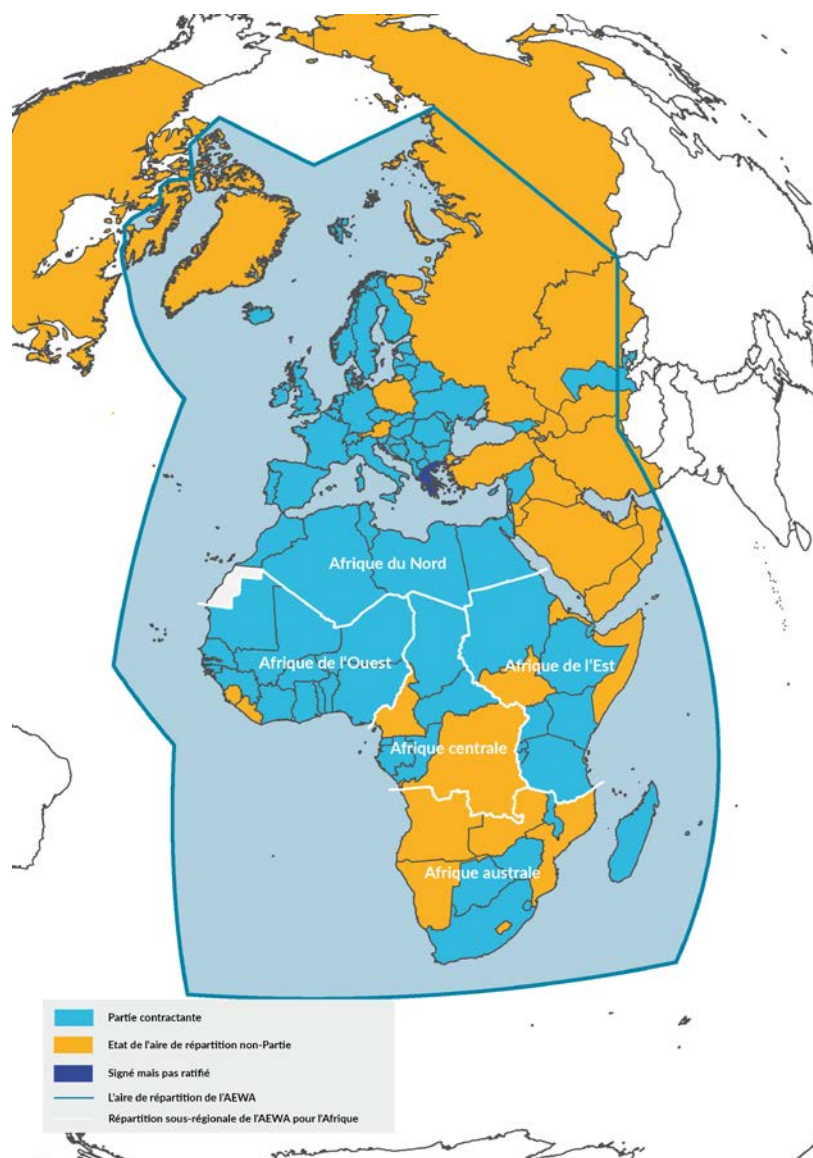 Afrique du Nord
Afrique de l'Ouest
Afrique de l'Est
Afrique centrale
Afrique australe
Partie contractante
Etat de l'aire de répartition non-Partie
Signé mais pas ratifié
L'aire de répartition de l'AEWA
Répartition sous-régionale de l'AEWA pour l'Afrique